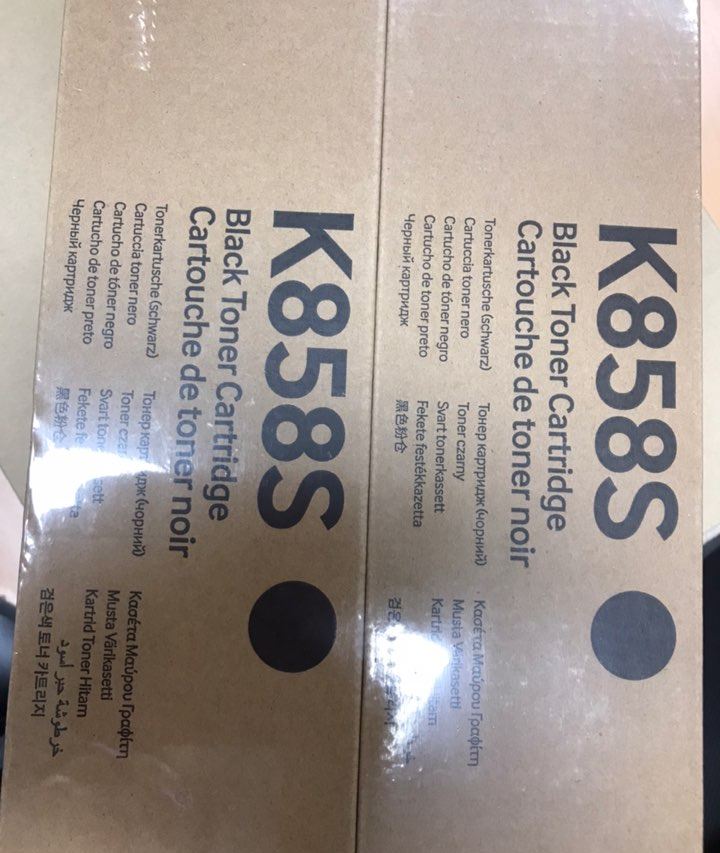 K858S
Black Toner Cartridge
Cartouche de toner noir
Tonerkartusche (schwarz)
Cartuccia toner nero
Cartucho de tóner negro
Cartucho de toner preto
Черный картридж
Тонер картридж (чорний)
Toner czarny
Svart tonerkassett
Fekete festékkazetta
黑色粉仓
Κασέτα Μαύρου Γραφίτη
Musta Värikasetti
K858S
Black Toner Cartridge
Cartouche de toner noir
Tonerkartusche (schwarz)
Cartuccia toner nero
Cartucho de tóner negro
Cartucho de toner preto
Черный картридж
Тонер картридж (чорний)
Toner
Svart
Fekete
黑色粉仓
Κασέτα Μαύρου Γραφίτη
Musta Värikasetti
Kartrid Toner Hitam
خرطوشة حبر أسود
검은색 토너 카트리지